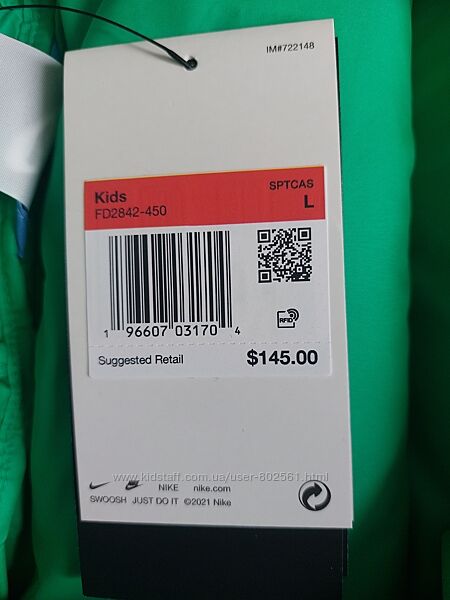 IM#722148
Kids SPTCAS
FD2842-450 L
1 96607 03170 4
RFID
Suggested Retail $145.00
www.kidstaff.com.ua/user-802561.html
NIKE nike.com
SWOOSH JUST DO IT ©2021 Nike